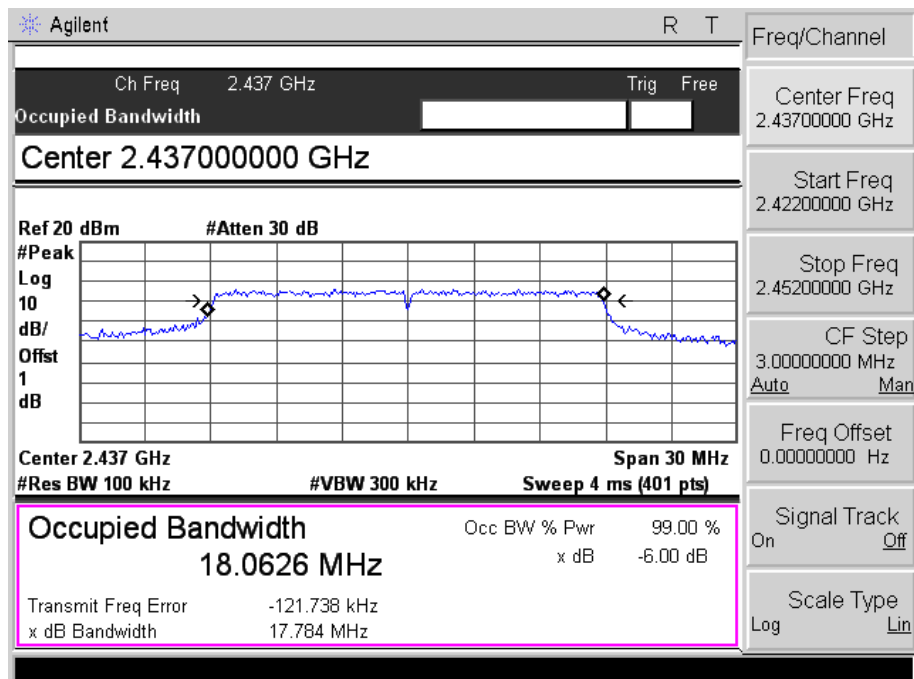 Agilent R T
Ch Freq 2.437 GHz Trig Free
Occupied Bandwidth
Center 2.437000000 GHz
Ref 20 dBm #Atten 30 dB
#Peak
Log
10
dB/
Offst
1
dB
Center 2.437 GHz Span 30 MHz
#Res BW 100 kHz #VBW 300 kHz Sweep 4 ms (401 pts)
Occupied Bandwidth
18.0626 MHz
Occ BW % Pwr 99.00 %
x dB -6.00 dB
Transmit Freq Error -121.738 kHz
x dB Bandwidth 17.784 MHz
Freq/Channel
Center Freq
2.43700000 GHz
Start Freq
2.42200000 GHz
Stop Freq
2.45200000 GHz
CF Step
3.00000000 MHz
Auto Man
Freq Offset
0.00000000 Hz
Signal Track
On Off
Scale Type
Log Lin